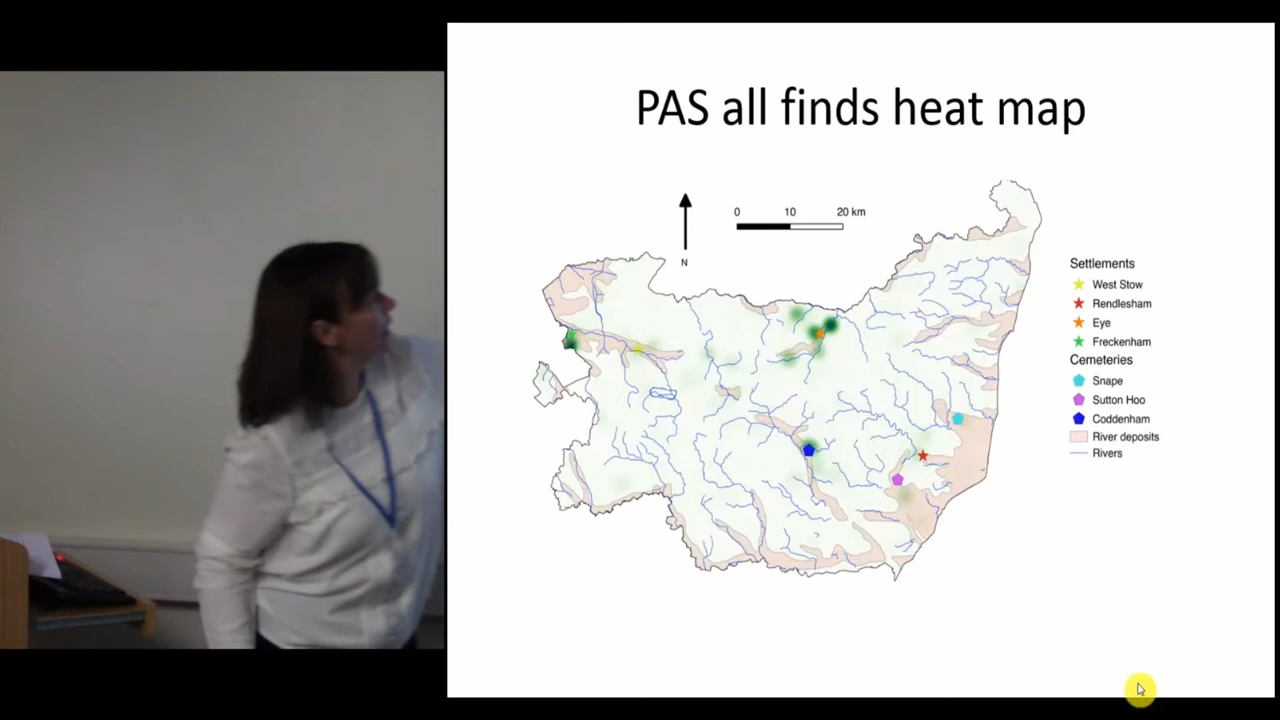 PAS all finds heat map
0 10 20 km
N
Settlements
West Stow
Rendlesham
Eye
Freckenham
Cemeteries
Snape
Sutton Hoo
Coddenham
River deposits
Rivers